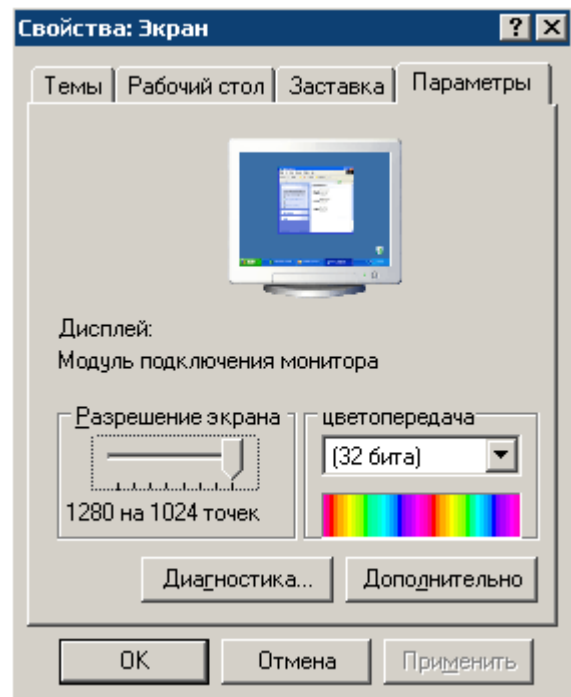 Свойства: Экран
Темы Рабочий стол Заставка Параметры
Дисплей:
Модуль подключения монитора
Разрешение экрана
цветопередача
(32 бита)
1280 на 1024 точек
Диагностика... Дополнительно
OK Отмена Применить